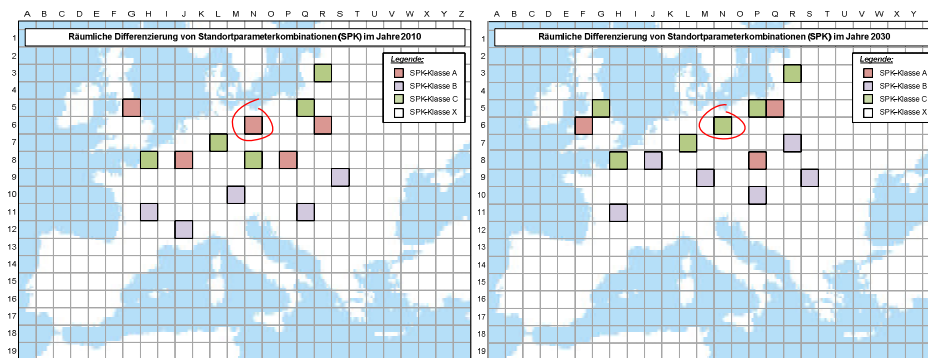 A B C D E F G H I J K L M N O P Q R S T U V W X Y Z
Räumliche Differenzierung von Standortparameterkombinationen (SPK) im Jahre 2010
Legende:
SPK-Klasse A
SPK-Klasse B
SPK-Klasse C
SPK-Klasse X
1
2
3
4
5
6
7
8
9
10
11
12
13
14
15
16
17
18
19
A B C D E F G H I J K L M N O P Q R S T U V W X Y
Räumliche Differenzierung von Standortparameterkombinationen (SPK) im Jahre 2030
Legende:
SPK-Klasse A
SPK-Klasse B
SPK-Klasse C
SPK-Klasse X
1
2
3
4
5
6
7
8
9
10
11
12
13
14
15
16
17
18
19